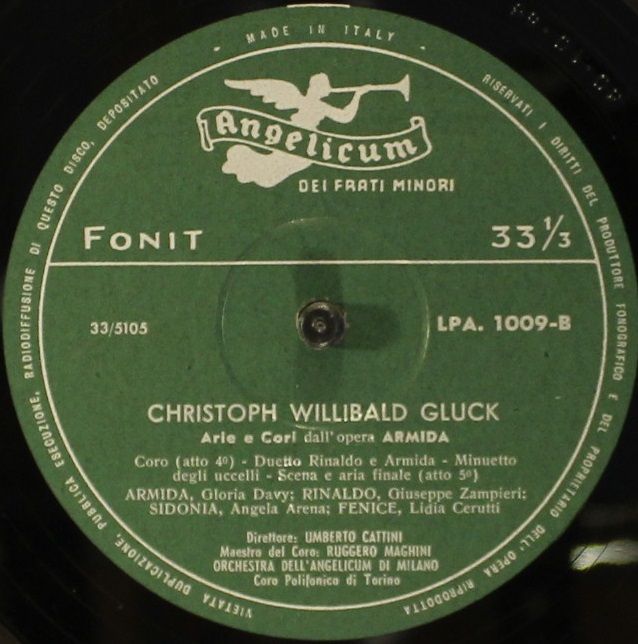 - MADE IN ITALY -
RISERVATI I DIRITTI DEL PRODUTTORE FONOGRAFICO E DEL PROPRIETARIO DELL'OPERA RIPRODOTTA
VIETATA DUPLICAZIONE, PUBBLICA ESECUZIONE, RADIODIFFUSIONE DI QUESTO DISCO, DEPOSITATO
Angelicum
DEI FRATI MINORI
FONIT 33⅓
33/5105 LPA. 1009-B
CHRISTOPH WILLIBALD GLUCK
Arie e Cori dall'opera ARMIDA
Coro (atto 4º) - Duetto Rinaldo e Armida - Minuetto
degli uccelli - Scena e aria finale (atto 5º)
ARMIDA, Gloria Davy; RINALDO, Giuseppe Zampieri;
SIDONIA, Angela Arena; FENICE, Lidia Cerutti
Direttore: UMBERTO CATTINI
Maestro del Coro: RUGGERO MAGHINI
ORCHESTRA DELL'ANGELICUM DI MILANO
Coro Polifonico di Torino